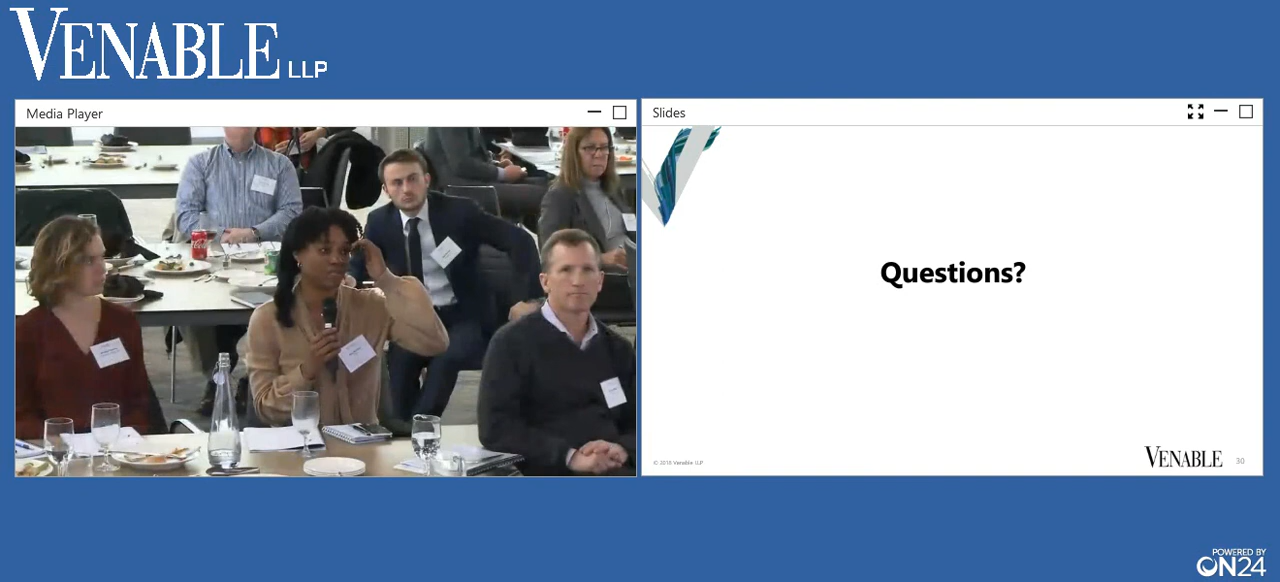 VENABLE LLP
Media Player
Slides
Questions?
© 2018 Venable LLP
VENABLE
30
POWERED BY
ON24